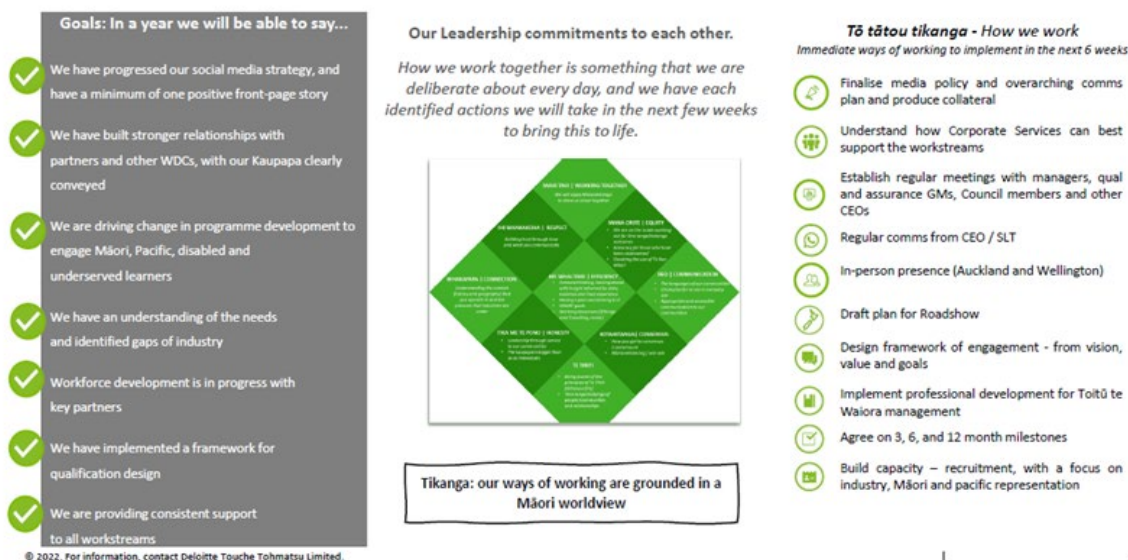 Goals: In a year we will be able to say...
We have progressed our social media strategy, and
have a minimum of one positive front-page story
We have built stronger relationships with
partners and other WDCs, with our Kaupapa clearly
conveyed
We are driving change in programme development to
engage Māori, Pacific, disabled and
underserved learners
We have an understanding of the needs
and identified gaps of industry
Workforce development is in progress with
key partners
We have implemented a framework for
qualification design
We are providing consistent support
to all workstreams
© 2022. For information, contact Deloitte Touche Tohmatsu Limited.
Our Leadership commitments to each other.
How we work together is something that we are
deliberate about every day, and we have each
identified actions we will take in the next few weeks
to bring this to life.
| WORKING TOGETHER
| RESPECT
| EQUITY
| CONNECTION
| EFFICIENCY
| COMMUNICATION
| HONESTY
| CONSENSUS
TE TIRITI
Tikanga: our ways of working are grounded in a
Māori worldview
Tō tātou tikanga - How we work
Immediate ways of working to implement in the next 6 weeks
Finalise media policy and overarching comms
plan and produce collateral
Understand how Corporate Services can best
support the workstreams
Establish regular meetings with managers, qual
and assurance GMs, Council members and other
CEOs
Regular comms from CEO / SLT
In-person presence (Auckland and Wellington)
Draft plan for Roadshow
Design framework of engagement - from vision,
value and goals
Implement professional development for Toitū te
Waiora management
Agree on 3, 6, and 12 month milestones
Build capacity – recruitment, with a focus on
industry, Māori and pacific representation